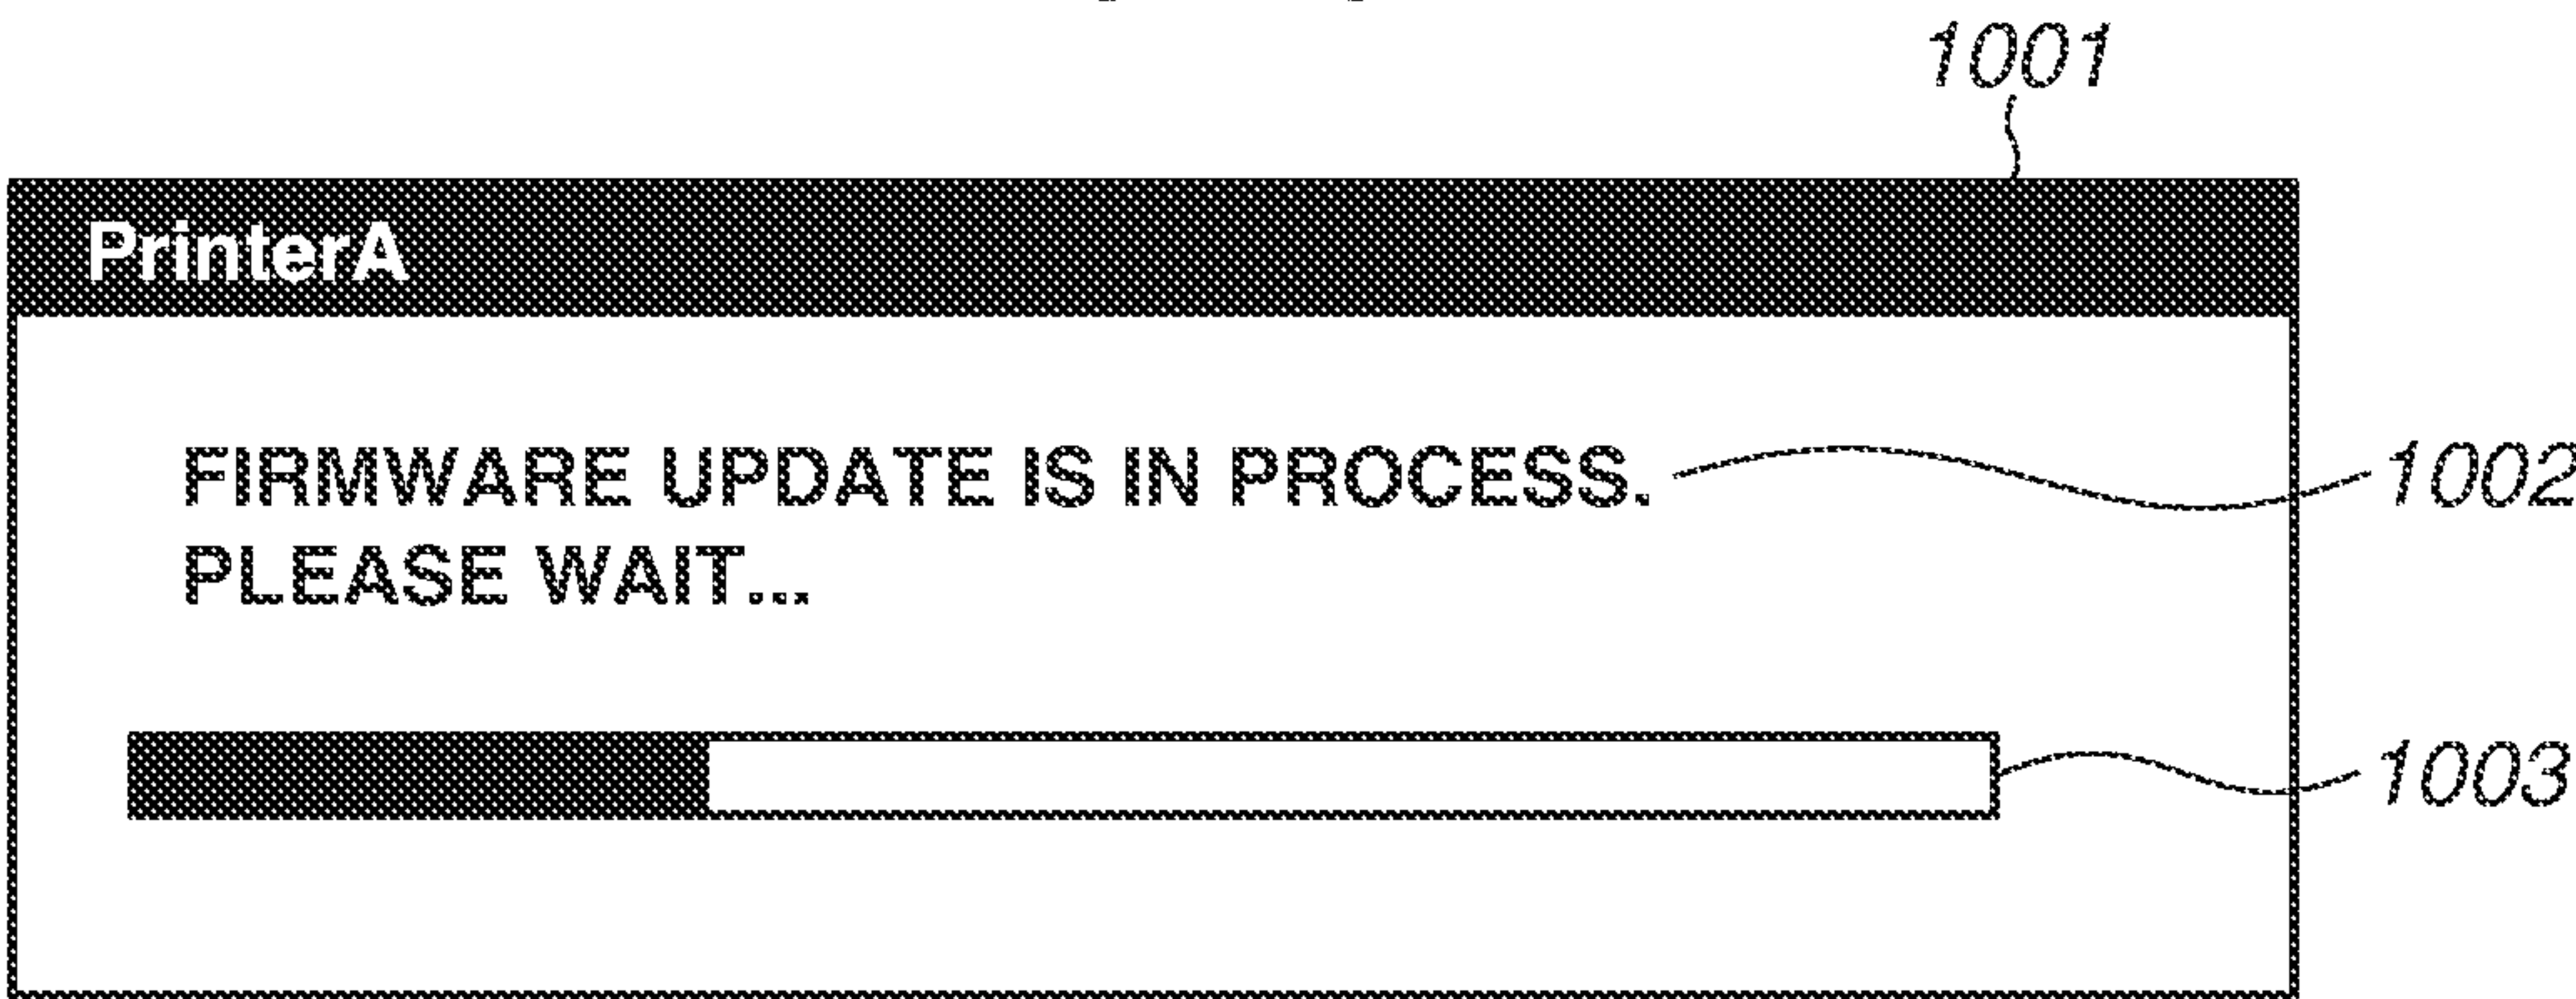 1001
PrinterA
FIRMWARE UPDATE IS IN PROCESS.
1002
PLEASE WAIT...
1003